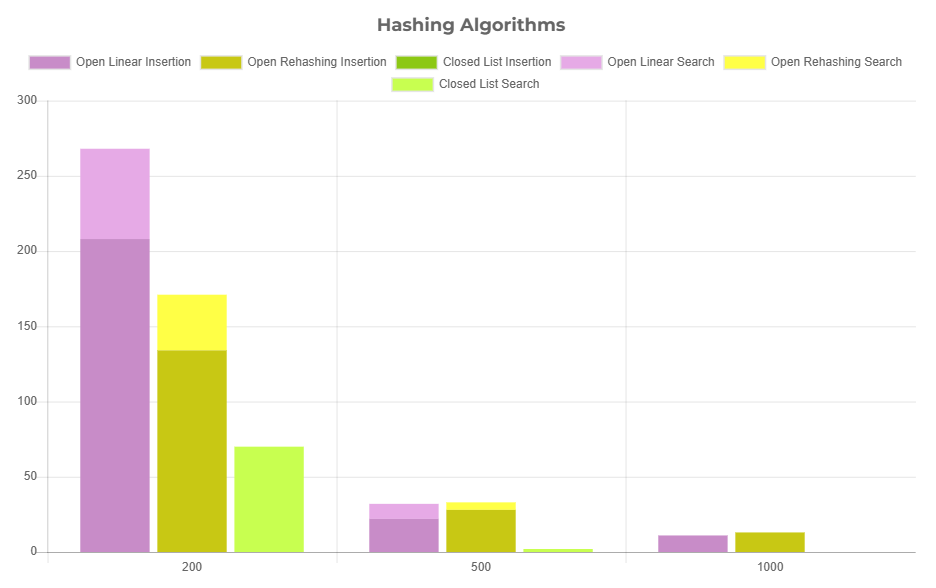 Hashing Algorithms
Open Linear Insertion Open Rehashing Insertion Closed List Insertion Open Linear Search Open Rehashing Search
Closed List Search
300
250
200
150
100
50
0
200 500 1000